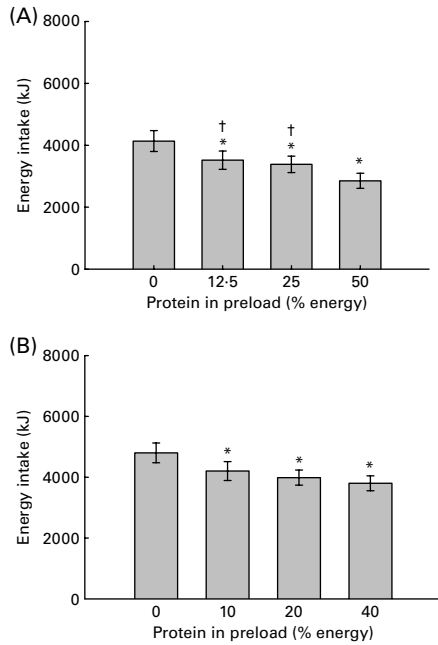 (A)
8000
6000
4000
2000
0
Energy intake (kJ)
†
*
†
*
*
0 12·5 25 50
Protein in preload (% energy)
(B)
8000
6000
4000
2000
0
Energy intake (kJ)
* * *
0 10 20 40
Protein in preload (% energy)